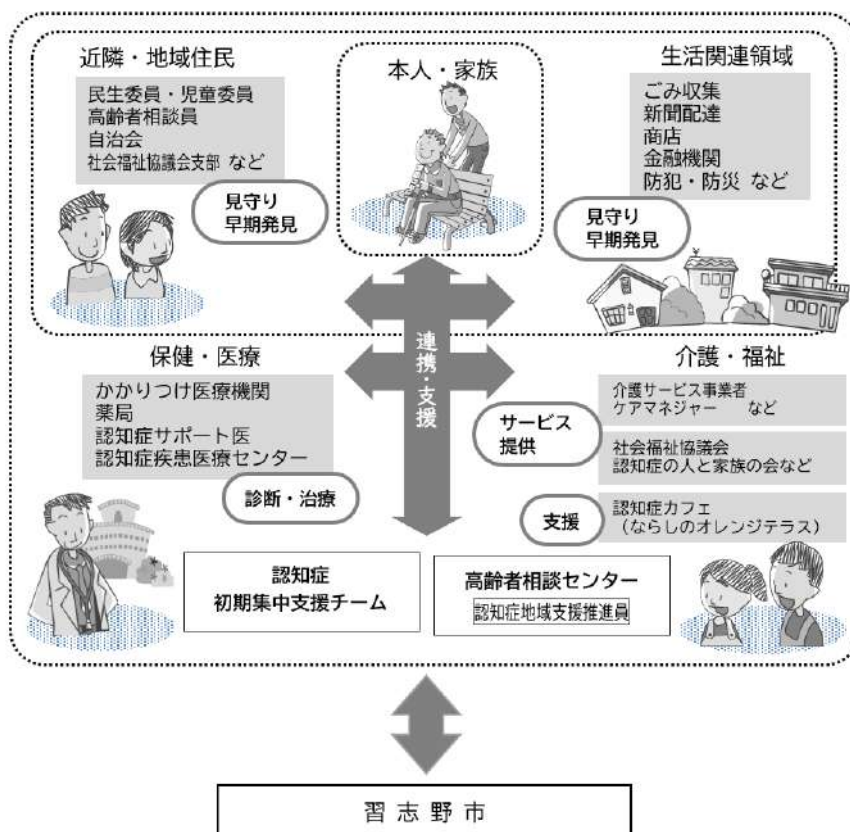 近隣・地域住民
民生委員・児童委員
高齢者相談員
自治会
社会福祉協議会支部 など
見守り
早期発見
本人・家族
生活関連領域
ごみ収集
新聞配達
商店
金融機関
防犯・防災 など
見守り
早期発見
連携・支援
保健・医療
かかりつけ医療機関
薬局
認知症サポート医
認知症疾患医療センター
診断・治療
介護・福祉
介護サービス事業者
ケアマネジャー など
サービス
提供
社会福祉協議会
認知症の人と家族の会など
支援
認知症カフェ
（ならしのオレンジテラス）
認知症
初期集中支援チーム
高齢者相談センター
認知症地域支援推進員
習志野市